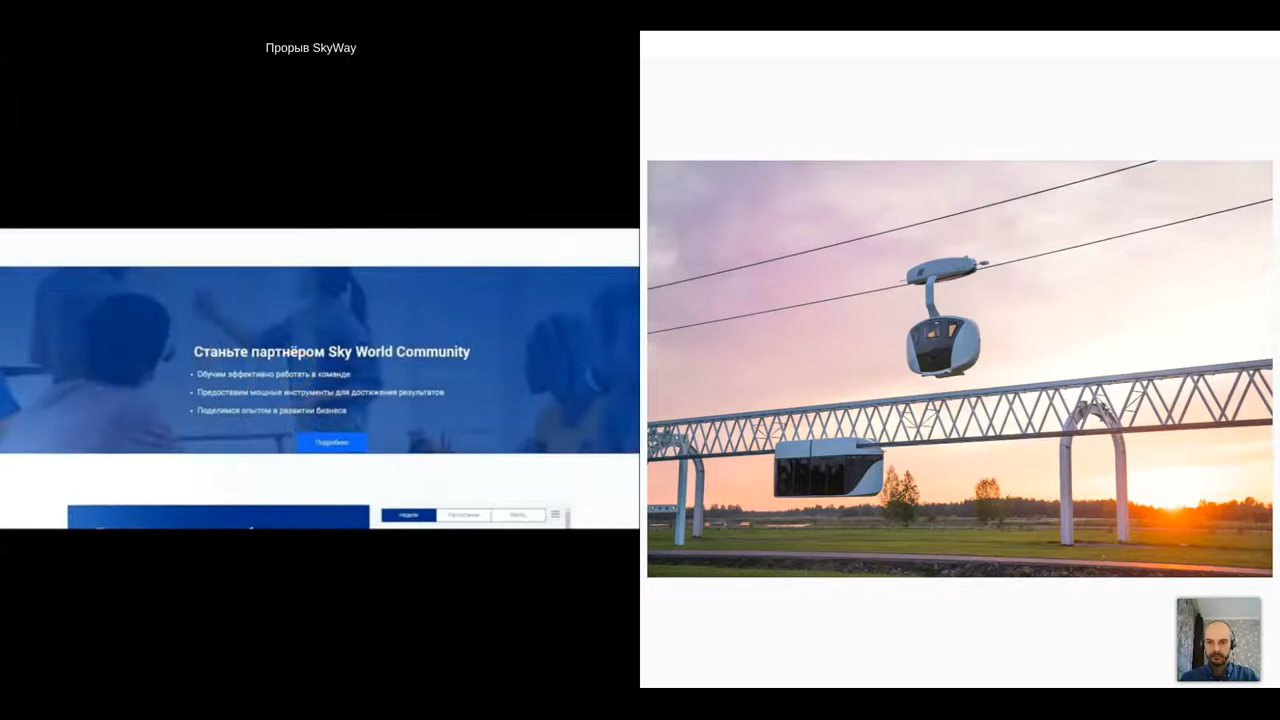 Прорыв SkyWay
Станьте партнёром Sky World Community
• Обучим эффективно работать в команде
• Предоставим мощные инструменты для достижения результатов
• Поделимся опытом в развитии бизнеса
Подробнее
Неделя